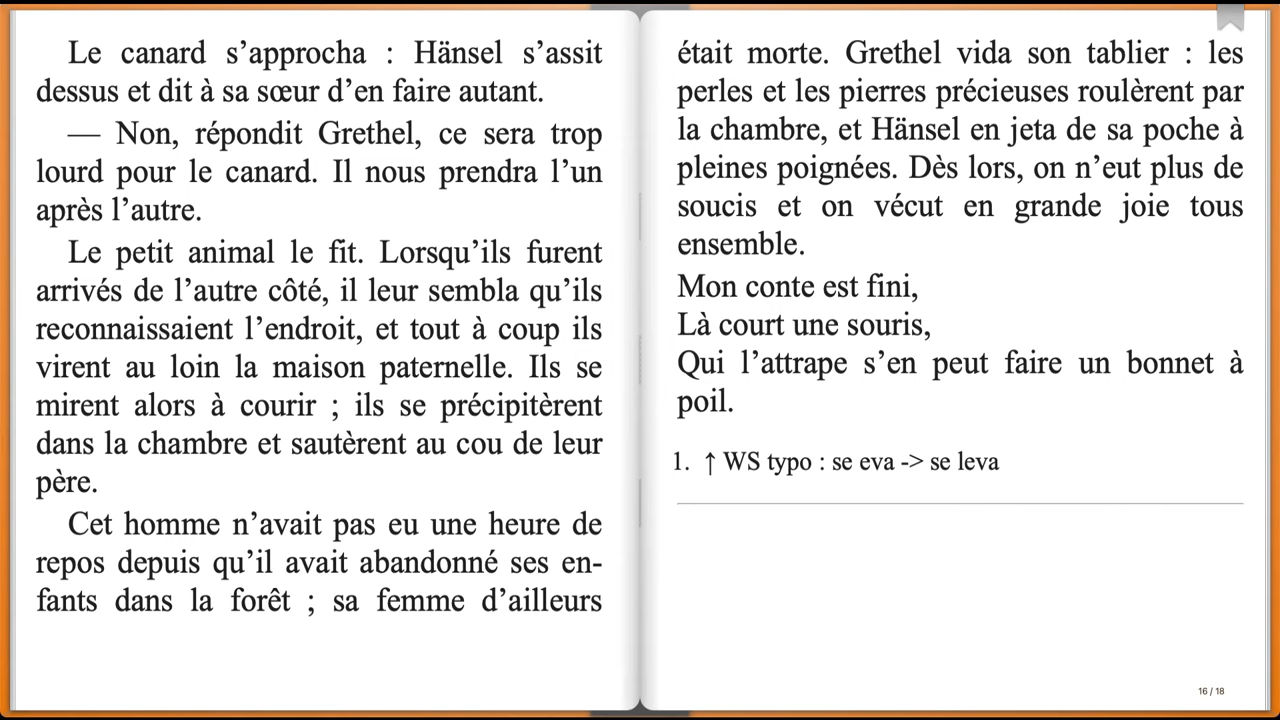 Le canard s’approcha : Hänsel s’assit
dessus et dit à sa sœur d’en faire autant.
— Non, répondit Grethel, ce sera trop
lourd pour le canard. Il nous prendra l’un
après l’autre.
Le petit animal le fit. Lorsqu’ils furent
arrivés de l’autre côté, il leur sembla qu’ils
reconnaissaient l’endroit, et tout à coup ils
virent au loin la maison paternelle. Ils se
mirent alors à courir ; ils se précipitèrent
dans la chambre et sautèrent au cou de leur
père.
Cet homme n’avait pas eu une heure de
repos depuis qu’il avait abandonné ses en-
fants dans la forêt ; sa femme d’ailleurs
était morte. Grethel vida son tablier : les
perles et les pierres précieuses roulèrent par
la chambre, et Hänsel en jeta de sa poche à
pleines poignées. Dès lors, on n’eut plus de
soucis et on vécut en grande joie tous
ensemble.
Mon conte est fini,
Là court une souris,
Qui l’attrape s’en peut faire un bonnet à
poil.
1. ↑ WS typo : se eva -> se leva
16 / 18